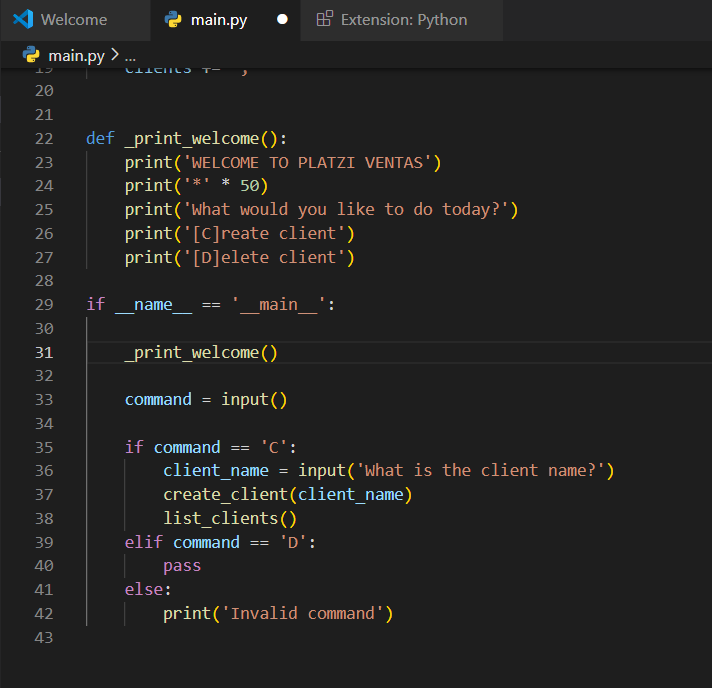 Welcome
main.py
Extension: Python
main.py > ...
19 clients += ','
20
21
22 def _print_welcome():
23 print('WELCOME TO PLATZI VENTAS')
24 print('*' * 50)
25 print('What would you like to do today?')
26 print('[C]reate client')
27 print('[D]elete client')
28
29 if __name__ == '__main__':
30
31 _print_welcome()
32
33 command = input()
34
35 if command == 'C':
36 client_name = input('What is the client name?')
37 create_client(client_name)
38 list_clients()
39 elif command == 'D':
40 pass
41 else:
42 print('Invalid command')
43